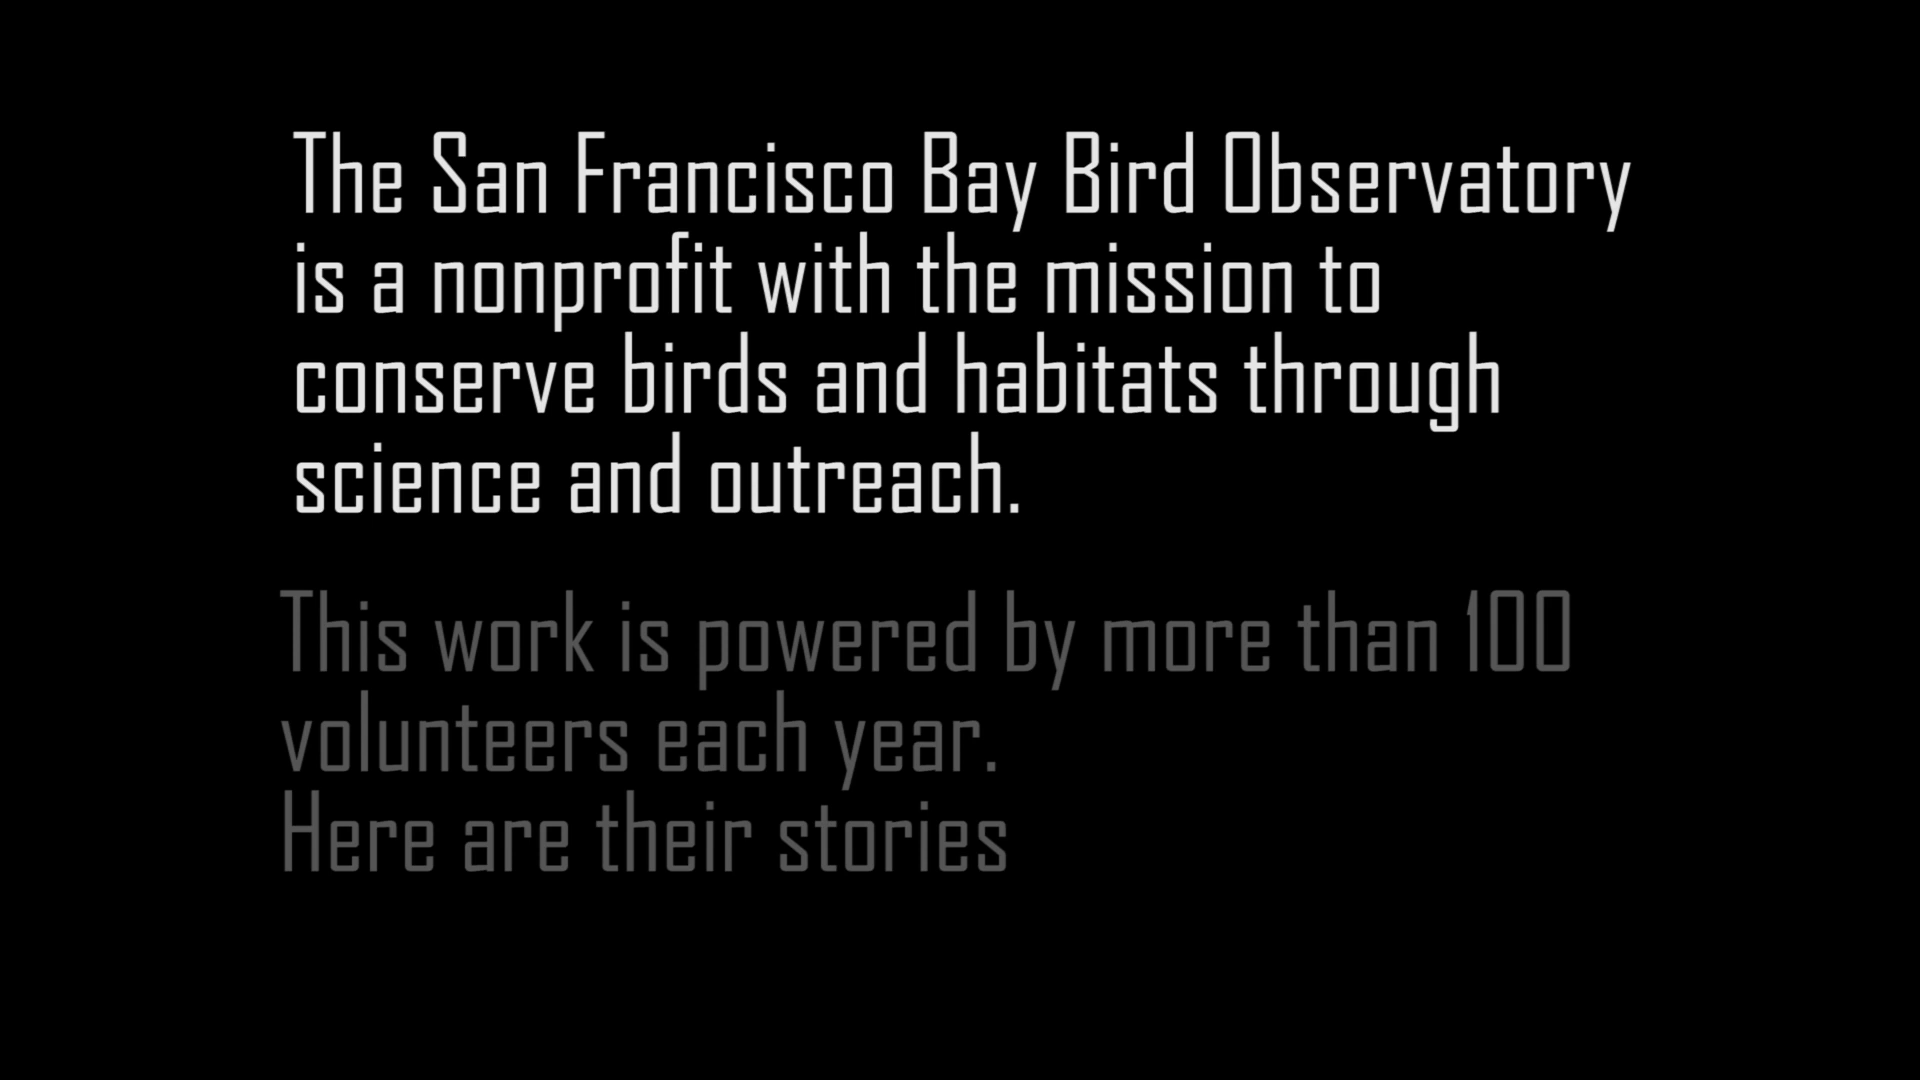 The San Francisco Bay Bird Observatory
is a nonprofit with the mission to
conserve birds and habitats through
science and outreach.
This work is powered by more than 100
volunteers each year.
Here are their stories